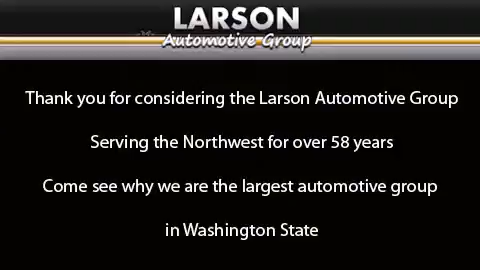 LARSON
Automotive Group
Thank you for considering the Larson Automotive Group
Serving the Northwest for over 58 years
Come see why we are the largest automotive group
in Washington State